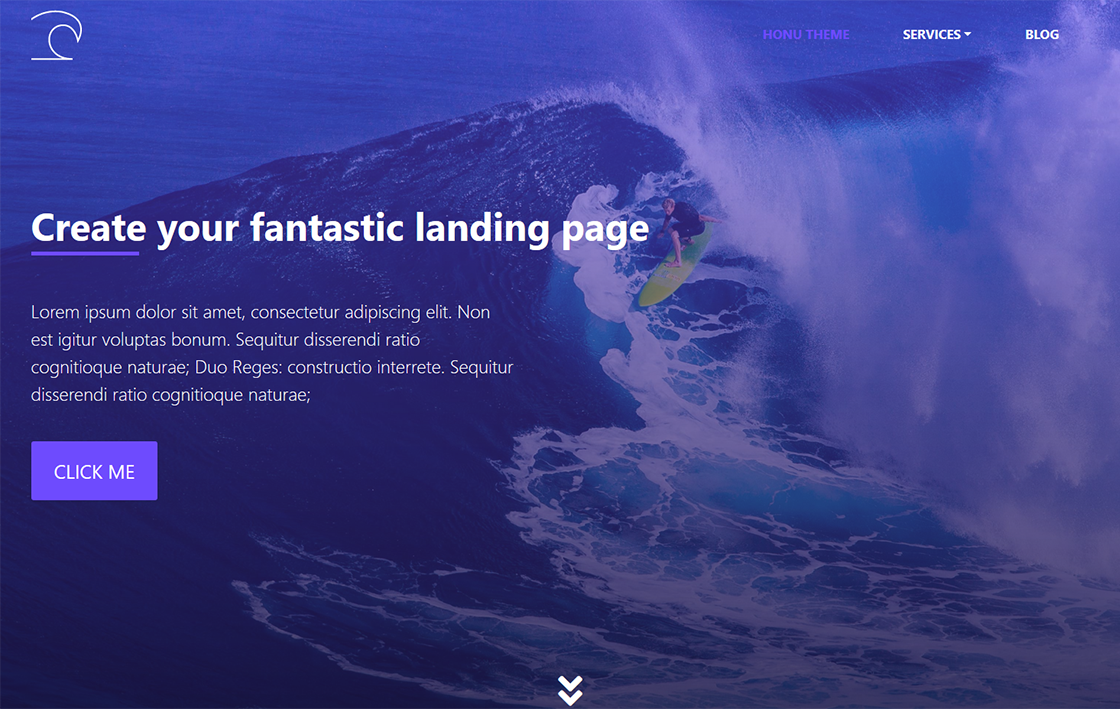 HONU THEME
SERVICES
BLOG
Create your fantastic landing page
Lorem ipsum dolor sit amet, consectetur adipiscing elit. Non
est igitur voluptas bonum. Sequitur disserendi ratio
cognitioque naturae; Duo Reges: constructio interrete. Sequitur
disserendi ratio cognitioque naturae;
CLICK ME